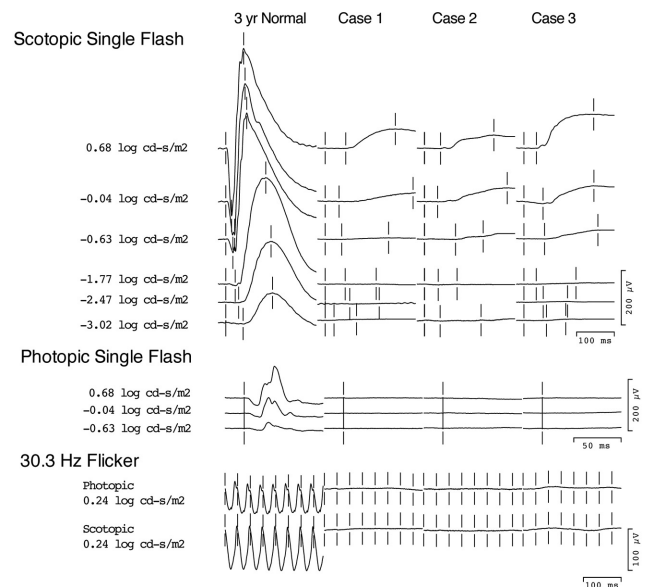 3 yr Normal Case 1 Case 2 Case 3
Scotopic Single Flash
0.68 log cd-s/m2
-0.04 log cd-s/m2
-0.63 log cd-s/m2
-1.77 log cd-s/m2
-2.47 log cd-s/m2
-3.02 log cd-s/m2
200 µV
100 ms
Photopic Single Flash
0.68 log cd-s/m2
-0.04 log cd-s/m2
-0.63 log cd-s/m2
200 µV
50 ms
30.3 Hz Flicker
Photopic
0.24 log cd-s/m2
Scotopic
0.24 log cd-s/m2
100 µV
100 ms